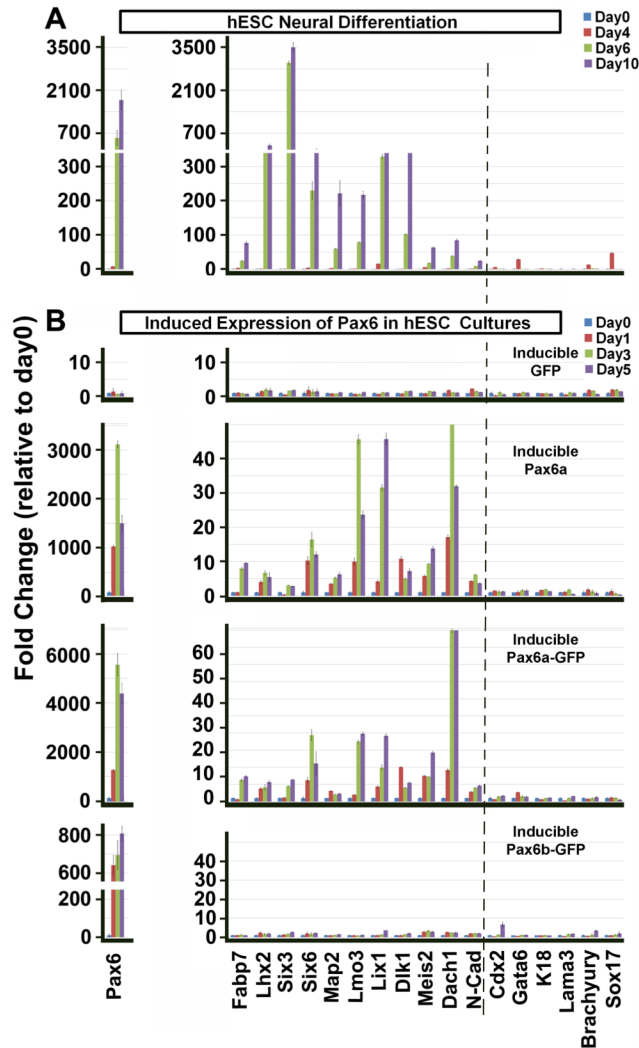 A
hESC Neural Differentiation
Day0
Day4
Day6
Day10
3500
2100
700
300
200
100
0
3500
2100
700
300
200
100
0
Fold Change (relative to day0)
B
Induced Expression of Pax6 in hESC Cultures
Day0
Day1
Day3
Day5
Inducible
GFP
10
0
10
0
Inducible
Pax6a
3000
2000
1000
0
40
30
20
10
0
Inducible
Pax6a-GFP
6000
4000
2000
0
60
50
40
30
20
10
0
Inducible
Pax6b-GFP
800
600
200
0
40
30
20
10
0
Pax6
Fabp7
Lhx2
Six3
Six6
Map2
Lmo3
Lix1
Dlk1
Meis2
Dach1
N-Cad
Cdx2
Gata6
K18
Lama3
Brachyury
Sox17